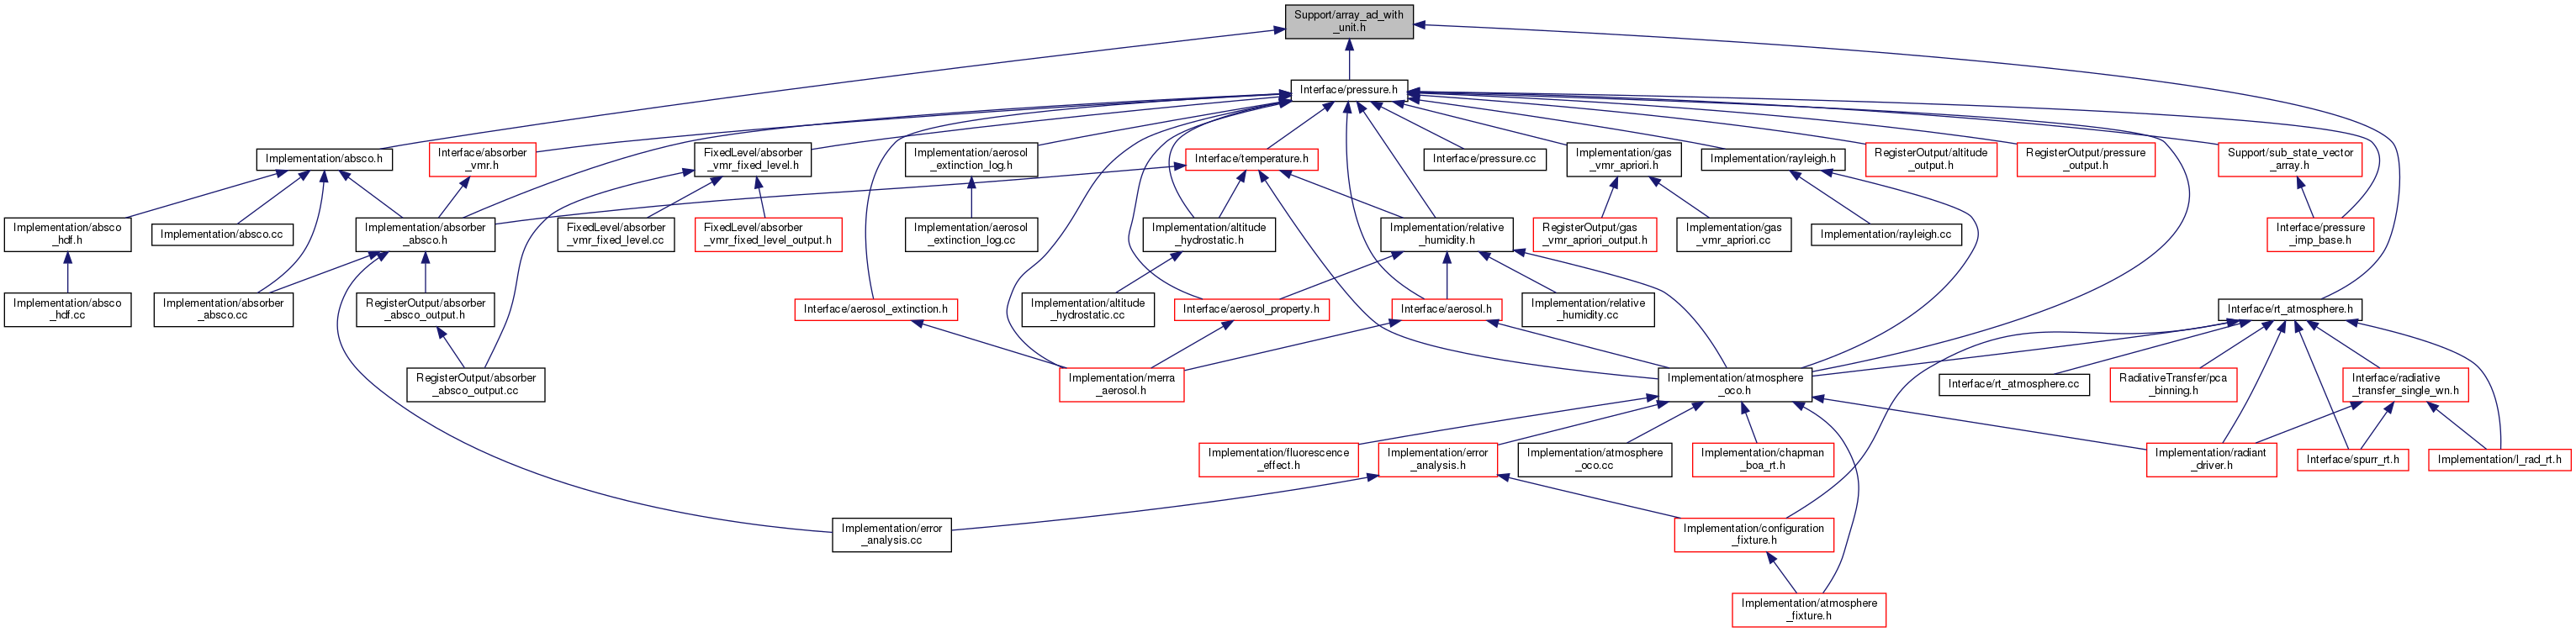 Support/array_ad_with
_unit.h
Interface/pressure.h
Implementation/absco.h
Interface/absorber
_vmr.h
FixedLevel/absorber
_vmr_fixed_level.h
Implementation/aerosol
_extinction_log.h
Interface/temperature.h
Interface/pressure.cc
Implementation/gas
_vmr_apriori.h
Implementation/rayleigh.h
RegisterOutput/altitude
_output.h
RegisterOutput/pressure
_output.h
Support/sub_state_vector
_array.h
Implementation/absco
_hdf.h
Implementation/absco.cc
Implementation/absorber
_absco.h
FixedLevel/absorber
_vmr_fixed_level.cc
FixedLevel/absorber
_vmr_fixed_level_output.h
Implementation/aerosol
_extinction_log.cc
Implementation/altitude
_hydrostatic.h
Implementation/relative
_humidity.h
RegisterOutput/gas
_vmr_apriori_output.h
Implementation/gas
_vmr_apriori.cc
Implementation/rayleigh.cc
Interface/pressure
_imp_base.h
Implementation/absco
_hdf.cc
Implementation/absorber
_absco.cc
RegisterOutput/absorber
_absco_output.h
Interface/aerosol_extinction.h
Implementation/altitude
_hydrostatic.cc
Interface/aerosol_property.h
Interface/aerosol.h
Implementation/relative
_humidity.cc
Interface/rt_atmosphere.h
RegisterOutput/absorber
_absco_output.cc
Implementation/merra
_aerosol.h
Implementation/atmosphere
_oco.h
Interface/rt_atmosphere.cc
RadiativeTransfer/pca
_binning.h
Interface/radiative
_transfer_single_wn.h
Implementation/fluorescence
_effect.h
Implementation/error
_analysis.h
Implementation/atmosphere
_oco.cc
Implementation/chapman
_boa_rt.h
Implementation/radiant
_driver.h
Interface/spurr_rt.h
Implementation/l_rad_rt.h
Implementation/error
_analysis.cc
Implementation/configuration
_fixture.h
Implementation/atmosphere
_fixture.h